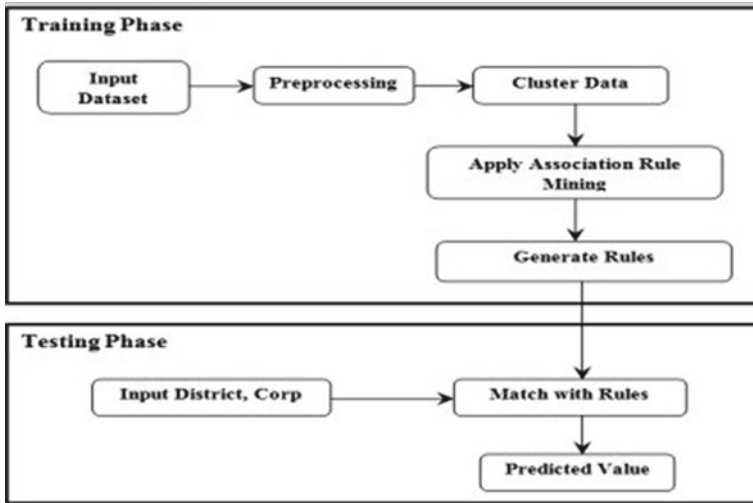 Training Phase
Input
Dataset
Preprocessing
Cluster Data
Apply Association Rule
Mining
Generate Rules
Testing Phase
Input District, Corp
Match with Rules
Predicted Value